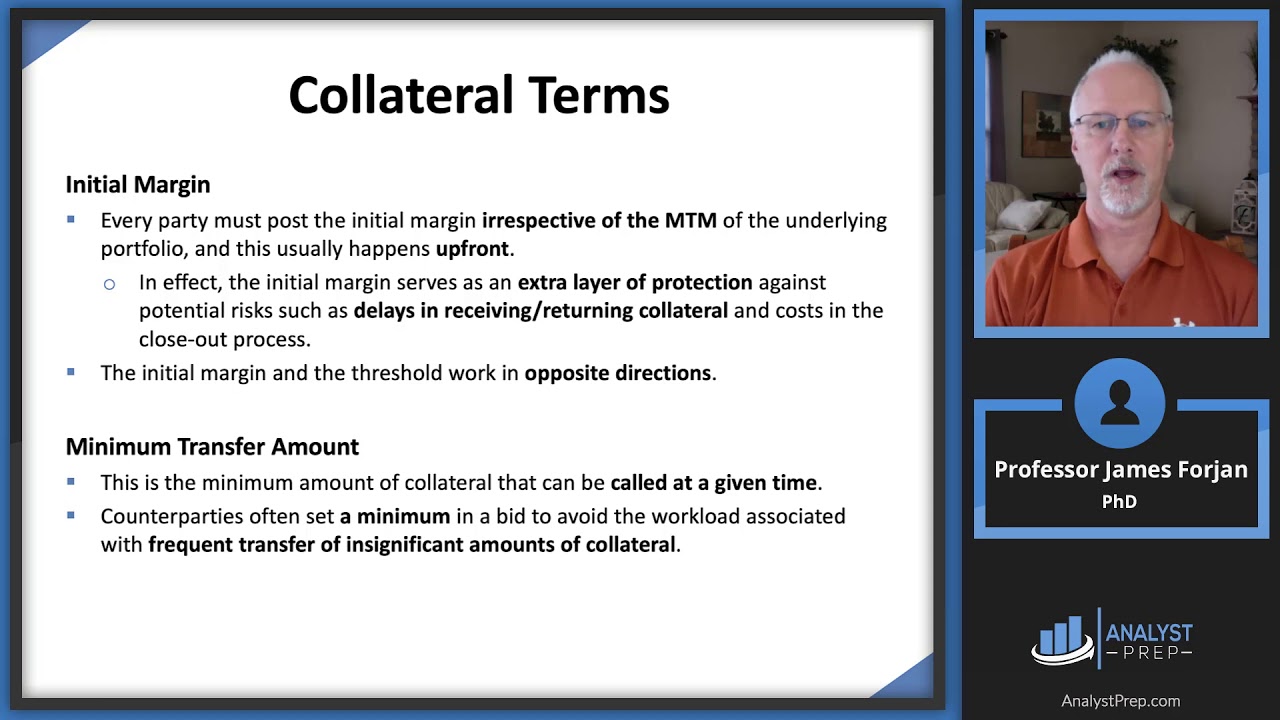 Collateral Terms
Initial Margin
Every party must post the initial margin irrespective of the MTM of the underlying
portfolio, and this usually happens upfront.
In effect, the initial margin serves as an extra layer of protection against
potential risks such as delays in receiving/returning collateral and costs in the
close-out process.
The initial margin and the threshold work in opposite directions.
Minimum Transfer Amount
This is the minimum amount of collateral that can be called at a given time.
Counterparties often set a minimum in a bid to avoid the workload associated
with frequent transfer of insignificant amounts of collateral.
Professor James Forjan
PhD
ANALYST
PREP
AnalystPrep.com